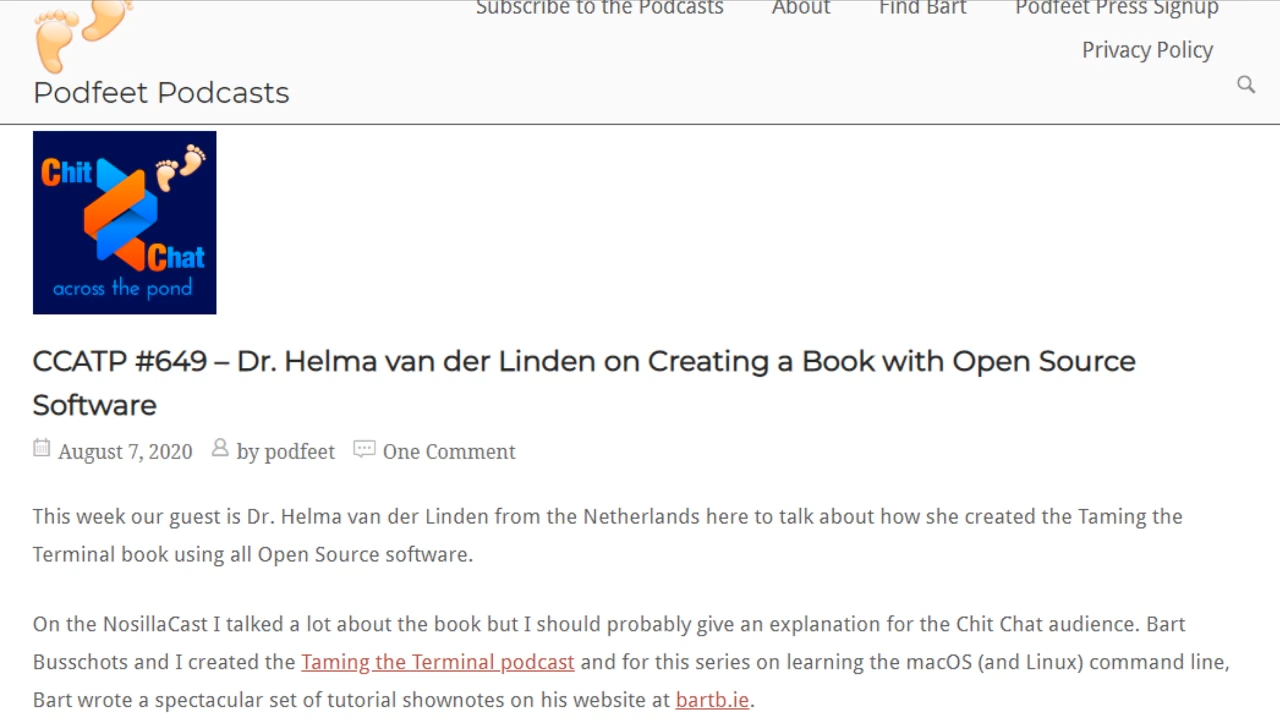 Subscribe to the Podcasts About Find Bart Podfeet Press Signup
Privacy Policy
Podfeet Podcasts
Chit
Chat
across the pond
CCATP #649 – Dr. Helma van der Linden on Creating a Book with Open Source
Software
August 7, 2020 by podfeet One Comment
This week our guest is Dr. Helma van der Linden from the Netherlands here to talk about how she created the Taming the
Terminal book using all Open Source software.
On the NosillaCast I talked a lot about the book but I should probably give an explanation for the Chit Chat audience. Bart
Busschots and I created the Taming the Terminal podcast and for this series on learning the macOS (and Linux) command line,
Bart wrote a spectacular set of tutorial shownotes on his website at bartb.ie.